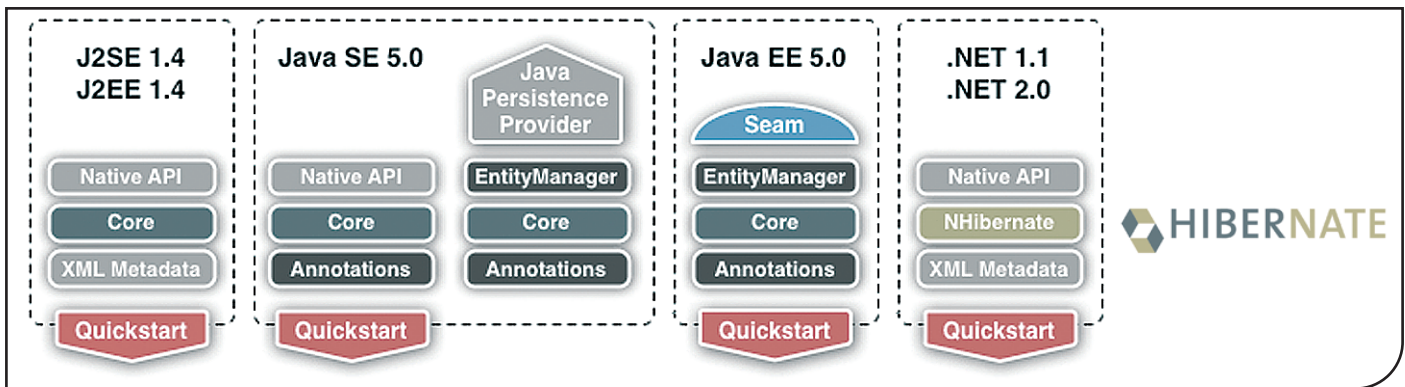 J2SE 1.4
J2EE 1.4
Native API
Core
XML Metadata
Quickstart
Java SE 5.0
Native API
Core
Annotations
Quickstart
Java
Persistence
Provider
EntityManager
Core
Annotations
Java EE 5.0
Seam
EntityManager
Core
Annotations
Quickstart
.NET 1.1
.NET 2.0
Native API
NHibernate
XML Metadata
Quickstart
HIBERNATE